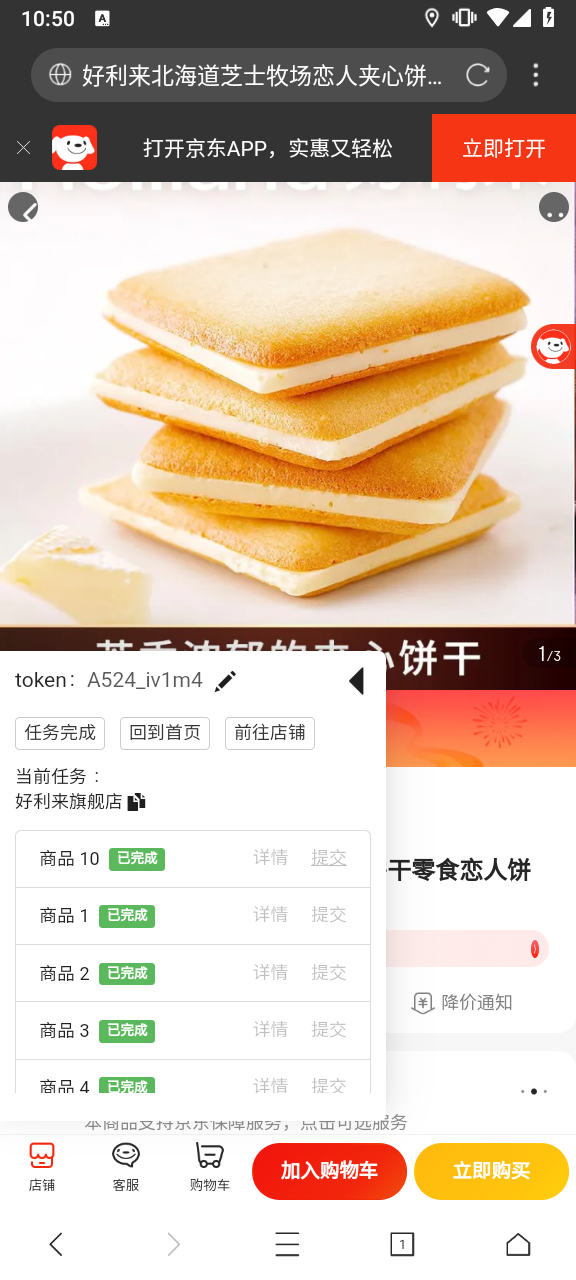 10:50
A
好利来北海道芝士牧场恋人夹心饼...
打开京东APP，实惠又轻松
立即打开
夹心饼干
1/3
token： A524_iv1m4
任务完成 回到首页 前往店铺
当前任务：
好利来旗舰店
商品 10 已完成 详情 提交
商品 1 已完成 详情 提交
商品 2 已完成 详情 提交
商品 3 已完成 详情 提交
商品 4 已完成 详情 提交
干零食恋人饼
降价通知
本商品支持京东保障服务，点击可选服务
店铺 客服 购物车 加入购物车 立即购买
1